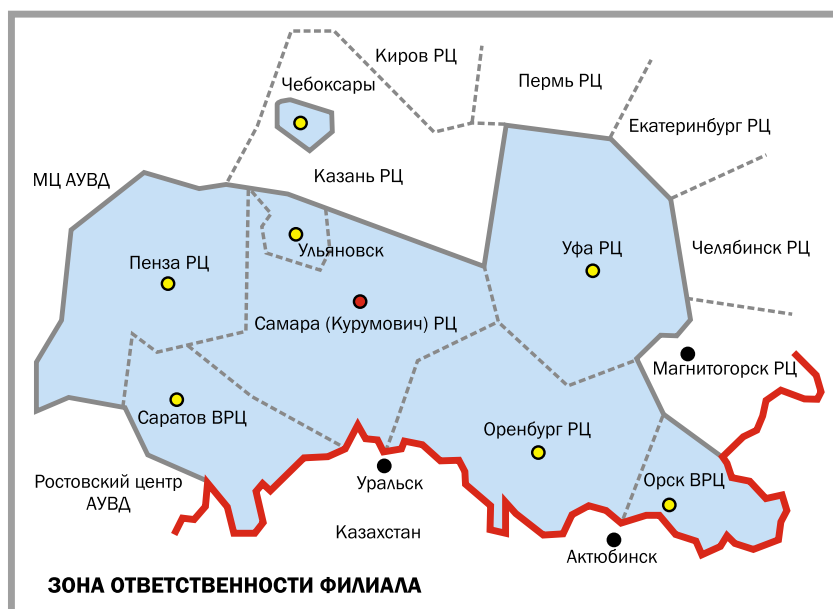 Киров РЦ
Чебоксары
Пермь РЦ
Екатеринбург РЦ
МЦ АУВД
Казань РЦ
Ульяновск
Уфа РЦ
Челябинск РЦ
Пенза РЦ
Самара (Курумович) РЦ
Магнитогорск РЦ
Саратов ВРЦ
Оренбург РЦ
Ростовский центр
АУВД
Уральск
Орск ВРЦ
Казахстан
Актюбинск
ЗОНА ОТВЕТСТВЕННОСТИ ФИЛИАЛА